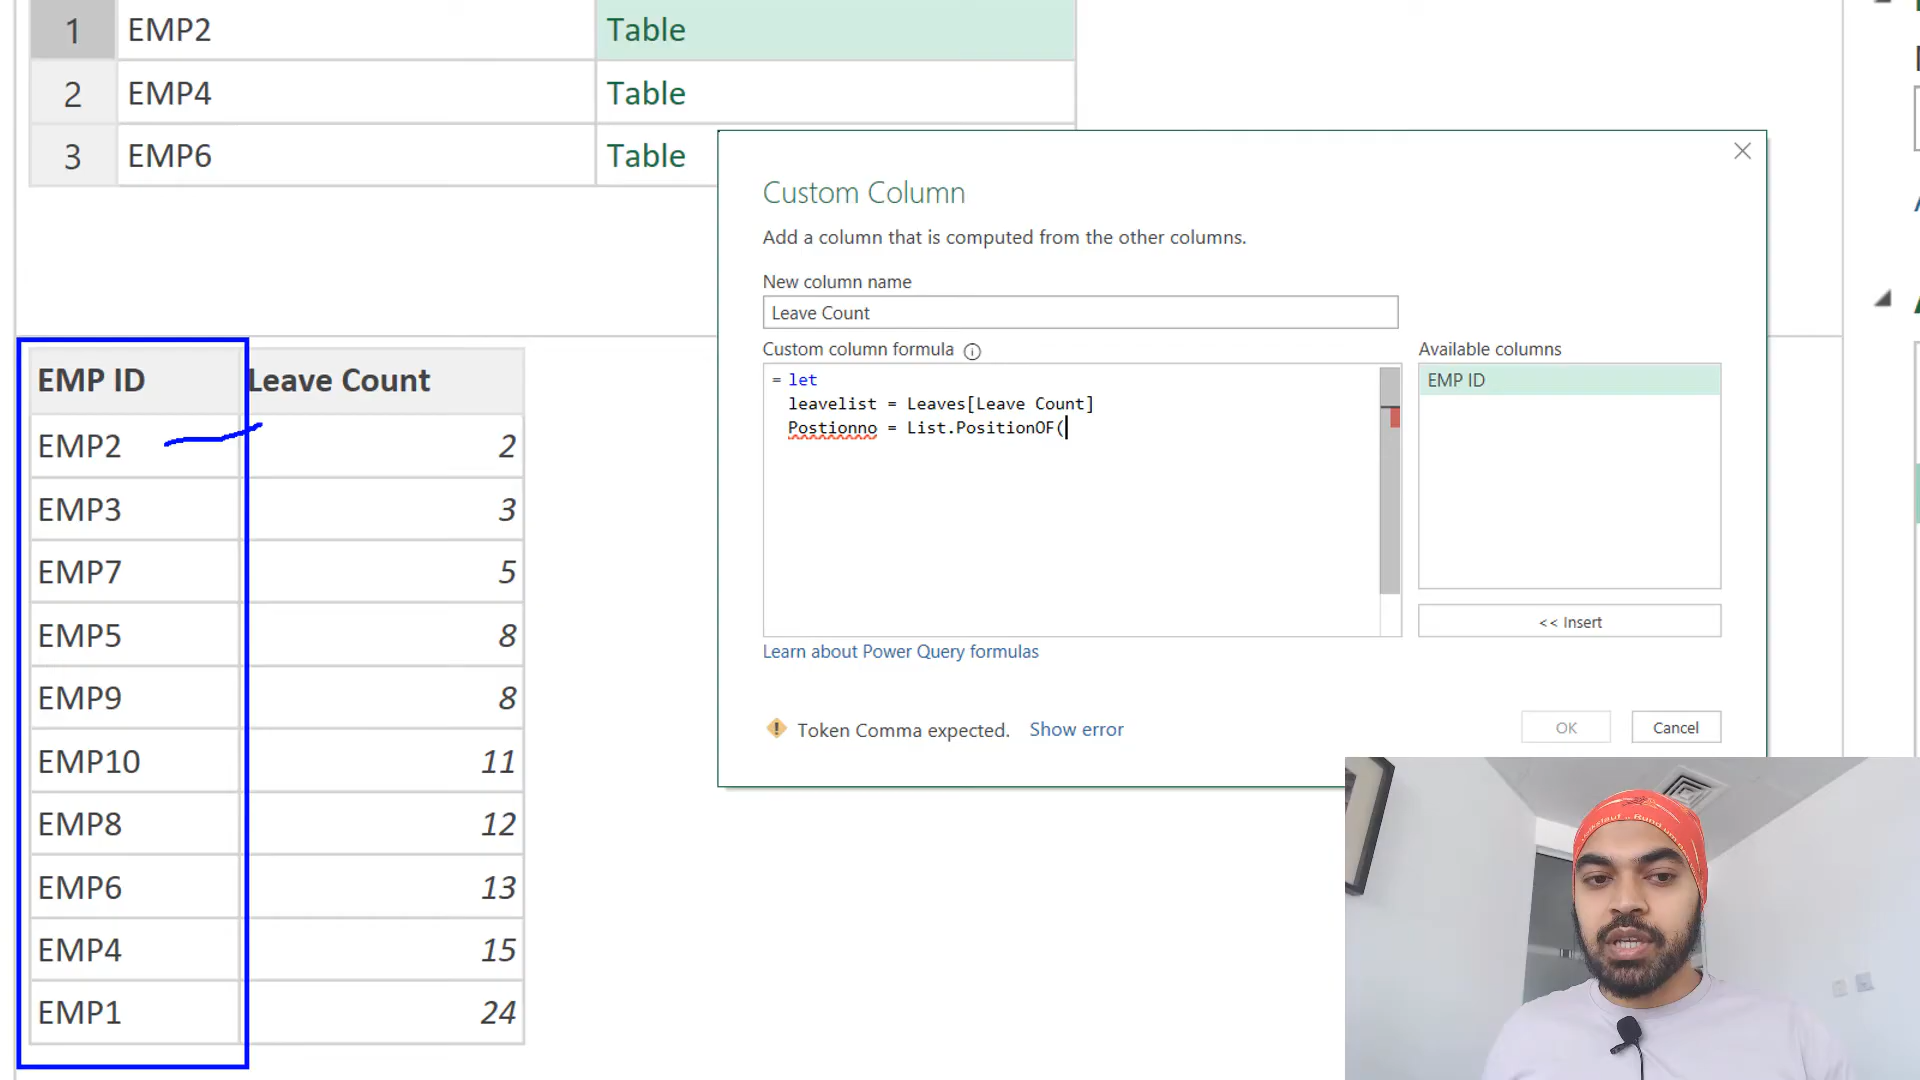 1 EMP2 Table
2 EMP4 Table
3 EMP6 Table
Custom Column
Add a column that is computed from the other columns.
New column name
Leave Count
Custom column formula
Available columns
= let
leavelist = Leaves[Leave Count]
Postionno = List.PositionOF(
EMP ID
<< Insert
Learn about Power Query formulas
Token Comma expected. Show error
OK
Cancel
EMP ID Leave Count
EMP2 2
EMP3 3
EMP7 5
EMP5 8
EMP9 8
EMP10 11
EMP8 12
EMP6 13
EMP4 15
EMP1 24